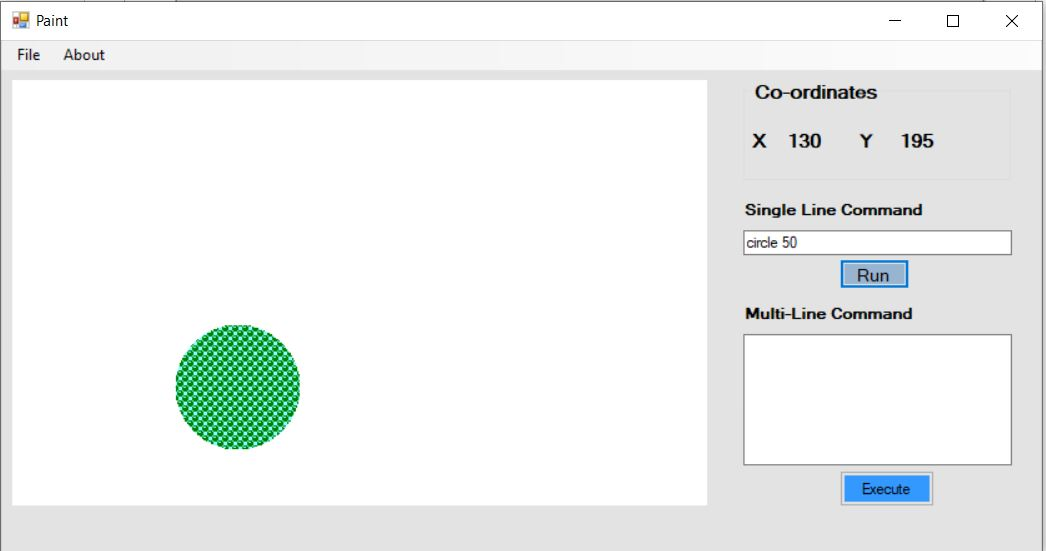 Paint
File About
Co-ordinates
X 130 Y 195
Single Line Command
circle 50
Run
Multi-Line Command
Execute